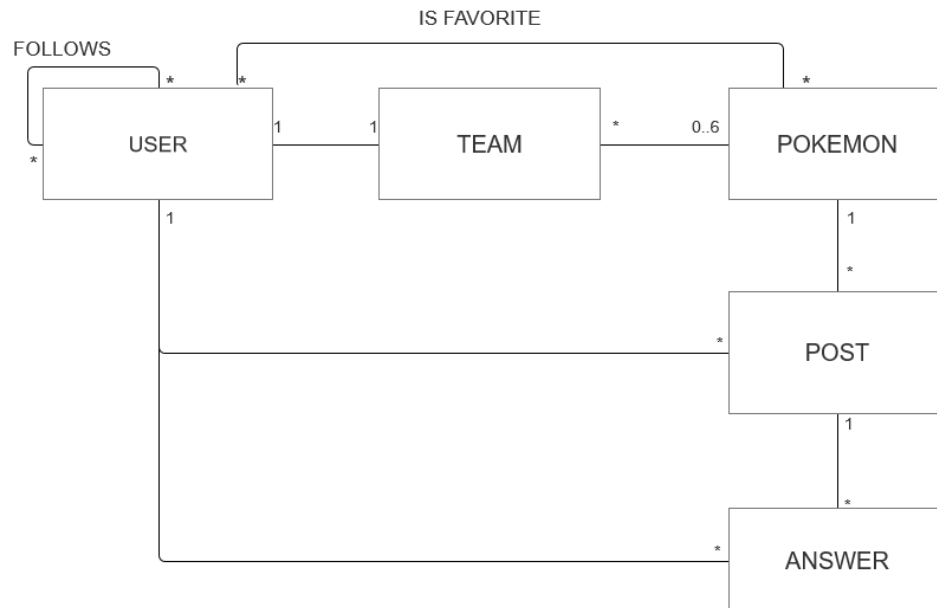 IS FAVORITE
FOLLOWS
* * *
USER
1 1
TEAM
* 0..6
POKEMON
*
1 1
*
POST
*
1
*
ANSWER
*